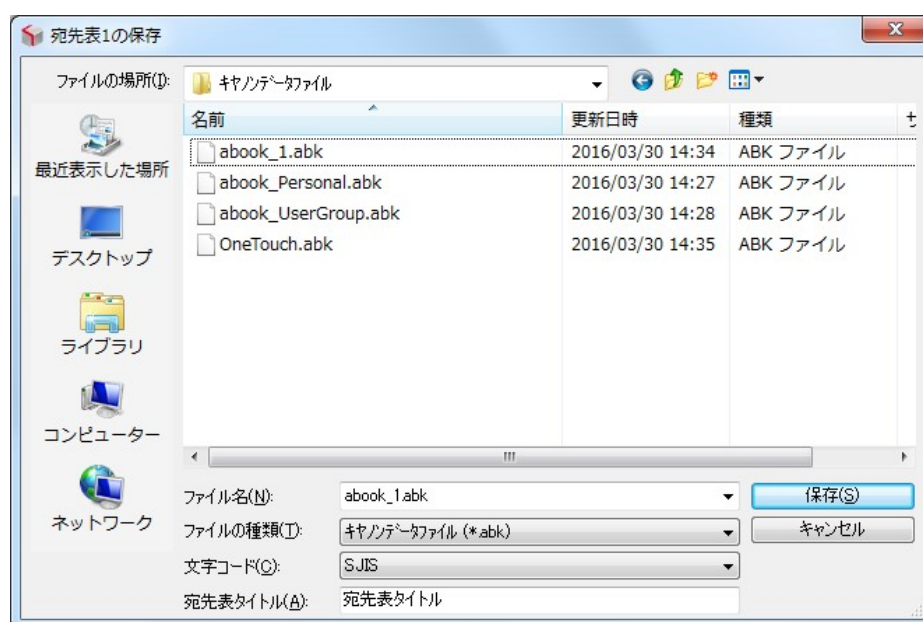 宛先表1の保存
ファイルの場所(I):
キヤノンデータファイル
名前 更新日時 種類 サ
abook_1.abk 2016/03/30 14:34 ABK ファイル
abook_Personal.abk 2016/03/30 14:27 ABK ファイル
abook_UserGroup.abk 2016/03/30 14:28 ABK ファイル
OneTouch.abk 2016/03/30 14:35 ABK ファイル
最近表示した場所
デスクトップ
ライブラリ
コンピューター
ネットワーク
ファイル名(N): abook_1.abk 保存(S)
ファイルの種類(T): キヤノンデータファイル (*.abk) キャンセル
文字コード(C): SJIS
宛先表タイトル(A): 宛先表タイトル